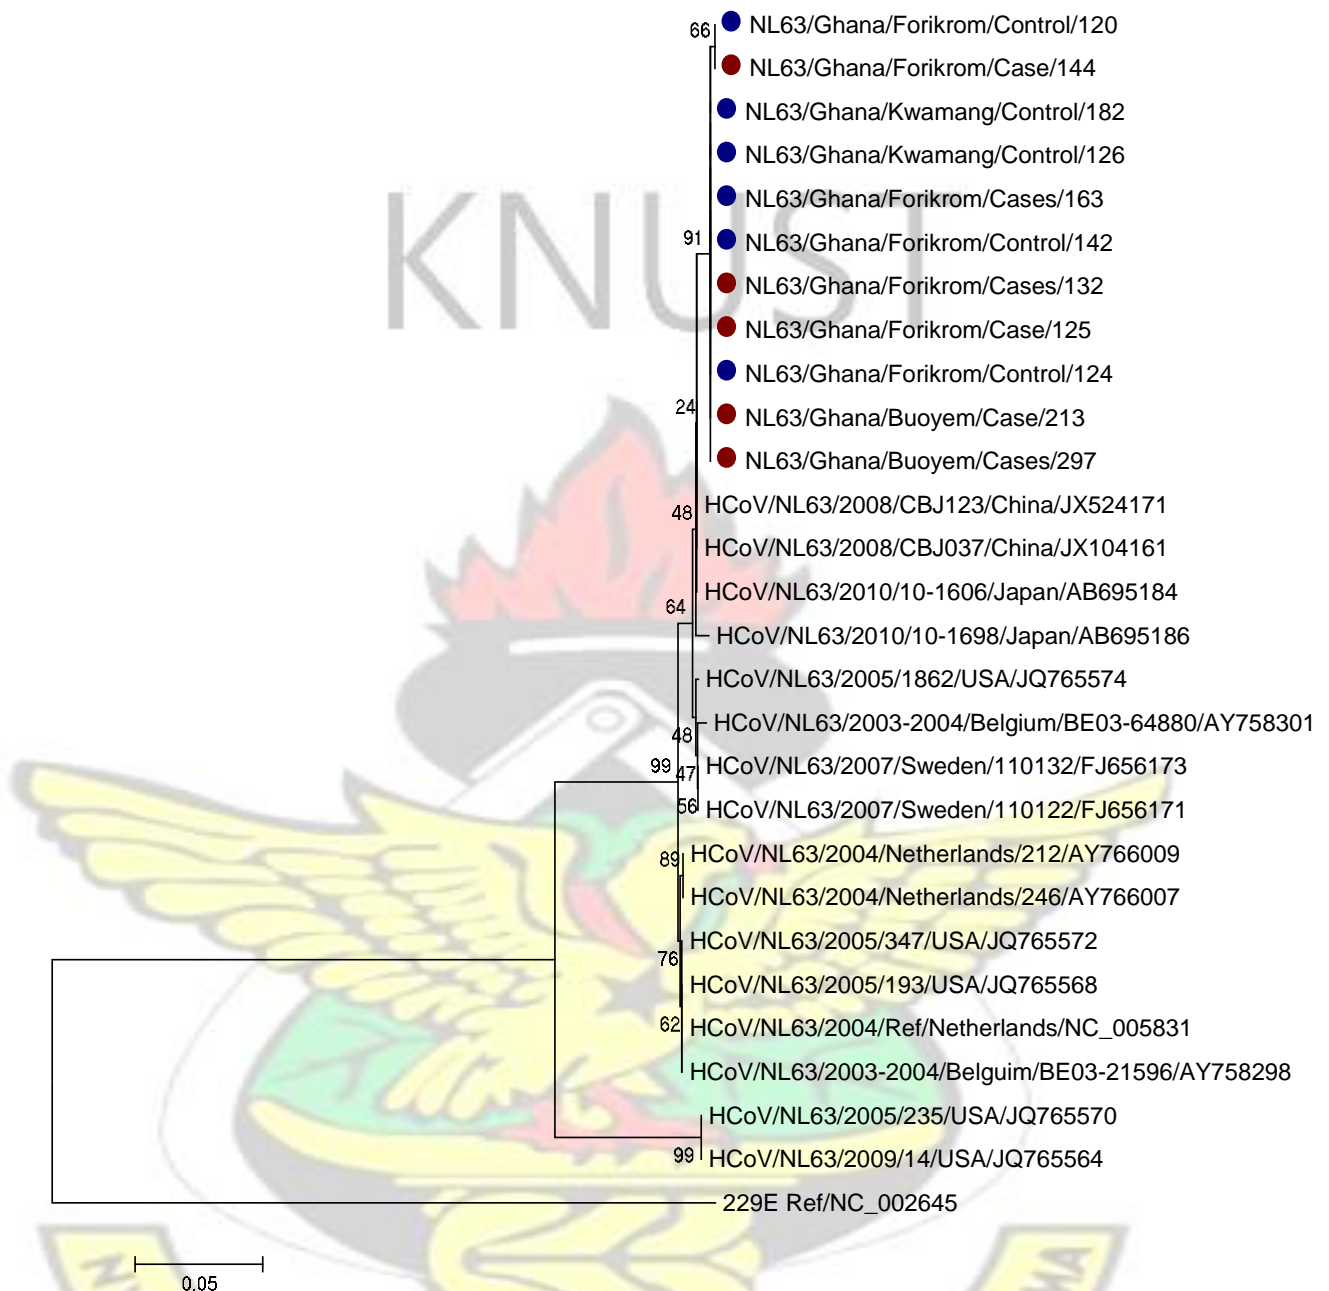 66
NL63/Ghana/Forikrom/Control/120
NL63/Ghana/Forikrom/Case/144
NL63/Ghana/Kwamang/Control/182
NL63/Ghana/Kwamang/Control/126
KNUST
NL63/Ghana/Forikrom/Cases/163
91
NL63/Ghana/Forikrom/Control/142
NL63/Ghana/Forikrom/Cases/132
NL63/Ghana/Forikrom/Case/125
NL63/Ghana/Forikrom/Control/124
24
NL63/Ghana/Buoyem/Case/213
NL63/Ghana/Buoyem/Cases/297
48
HCoV/NL63/2008/CBJ123/China/JX524171
HCoV/NL63/2008/CBJ037/China/JX104161
HCoV/NL63/2010/10-1606/Japan/AB695184
64
HCoV/NL63/2010/10-1698/Japan/AB695186
HCoV/NL63/2005/1862/USA/JQ765574
HCoV/NL63/2003-2004/Belgium/BE03-64880/AY758301
48
99
47
HCoV/NL63/2007/Sweden/110132/FJ656173
56
HCoV/NL63/2007/Sweden/110122/FJ656171
89
HCoV/NL63/2004/Netherlands/212/AY766009
HCoV/NL63/2004/Netherlands/246/AY766007
HCoV/NL63/2005/347/USA/JQ765572
76
HCoV/NL63/2005/193/USA/JQ765568
62
HCoV/NL63/2004/Ref/Netherlands/NC_005831
HCoV/NL63/2003-2004/Belguim/BE03-21596/AY758298
HCoV/NL63/2005/235/USA/JQ765570
99
HCoV/NL63/2009/14/USA/JQ765564
229E Ref/NC_002645
0.05